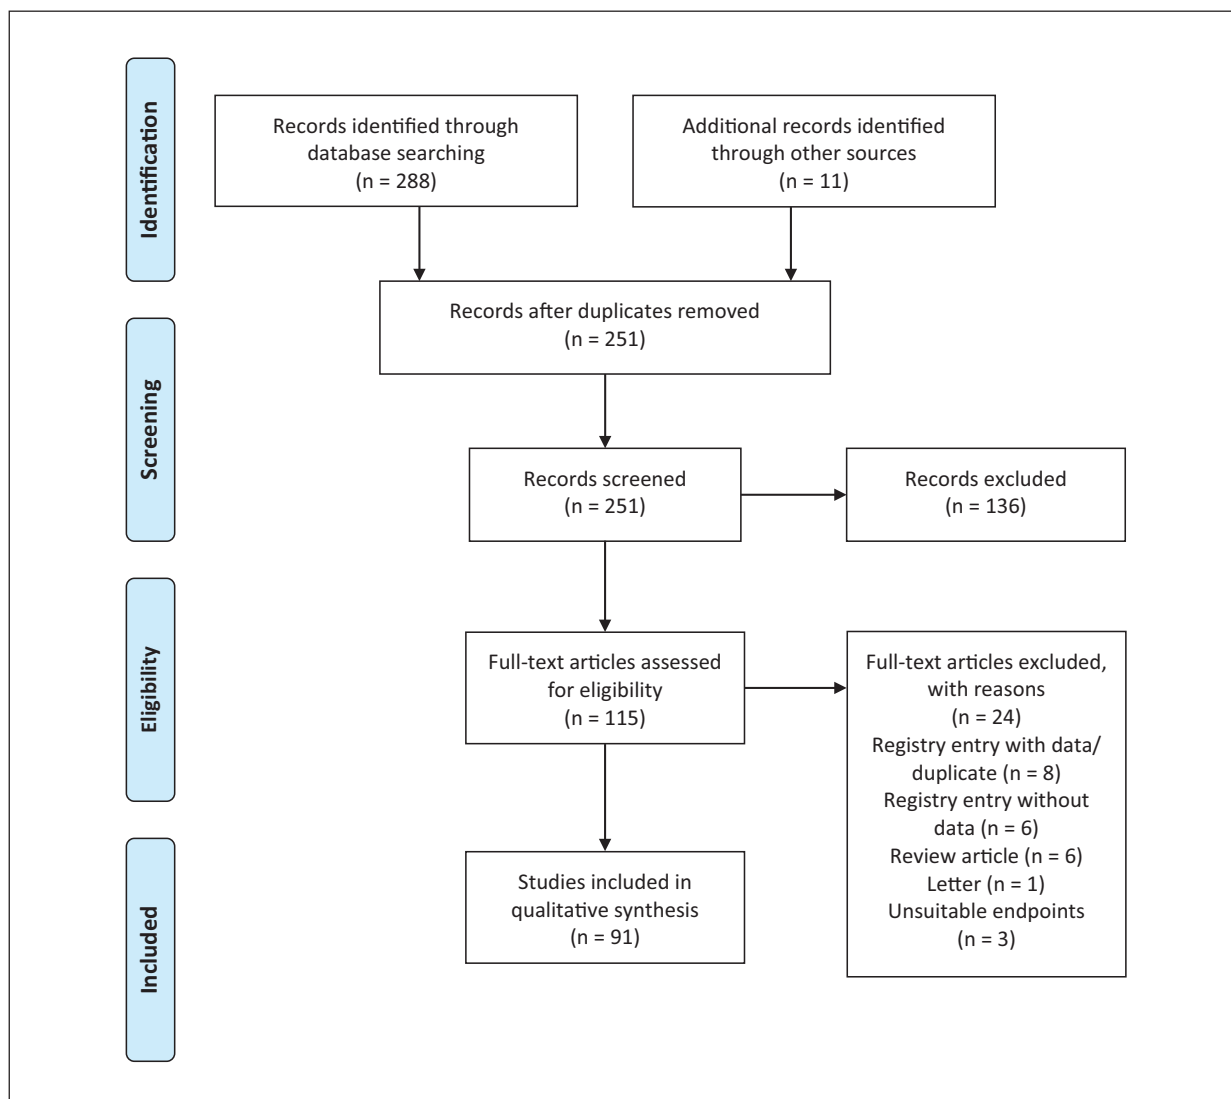 Identification
Records identified through
database searching
(n = 288)
Additional records identified
through other sources
(n = 11)
Records after duplicates removed
(n = 251)
Screening
Records screened
(n = 251)
Records excluded
(n = 136)
Eligibility
Full-text articles assessed
for eligibility
(n = 115)
Full-text articles excluded,
with reasons
(n = 24)
Registry entry with data/
duplicate (n = 8)
Registry entry without
data (n = 6)
Review article (n = 6)
Letter (n = 1)
Unsuitable endpoints
(n = 3)
Included
Studies included in
qualitative synthesis
(n = 91)